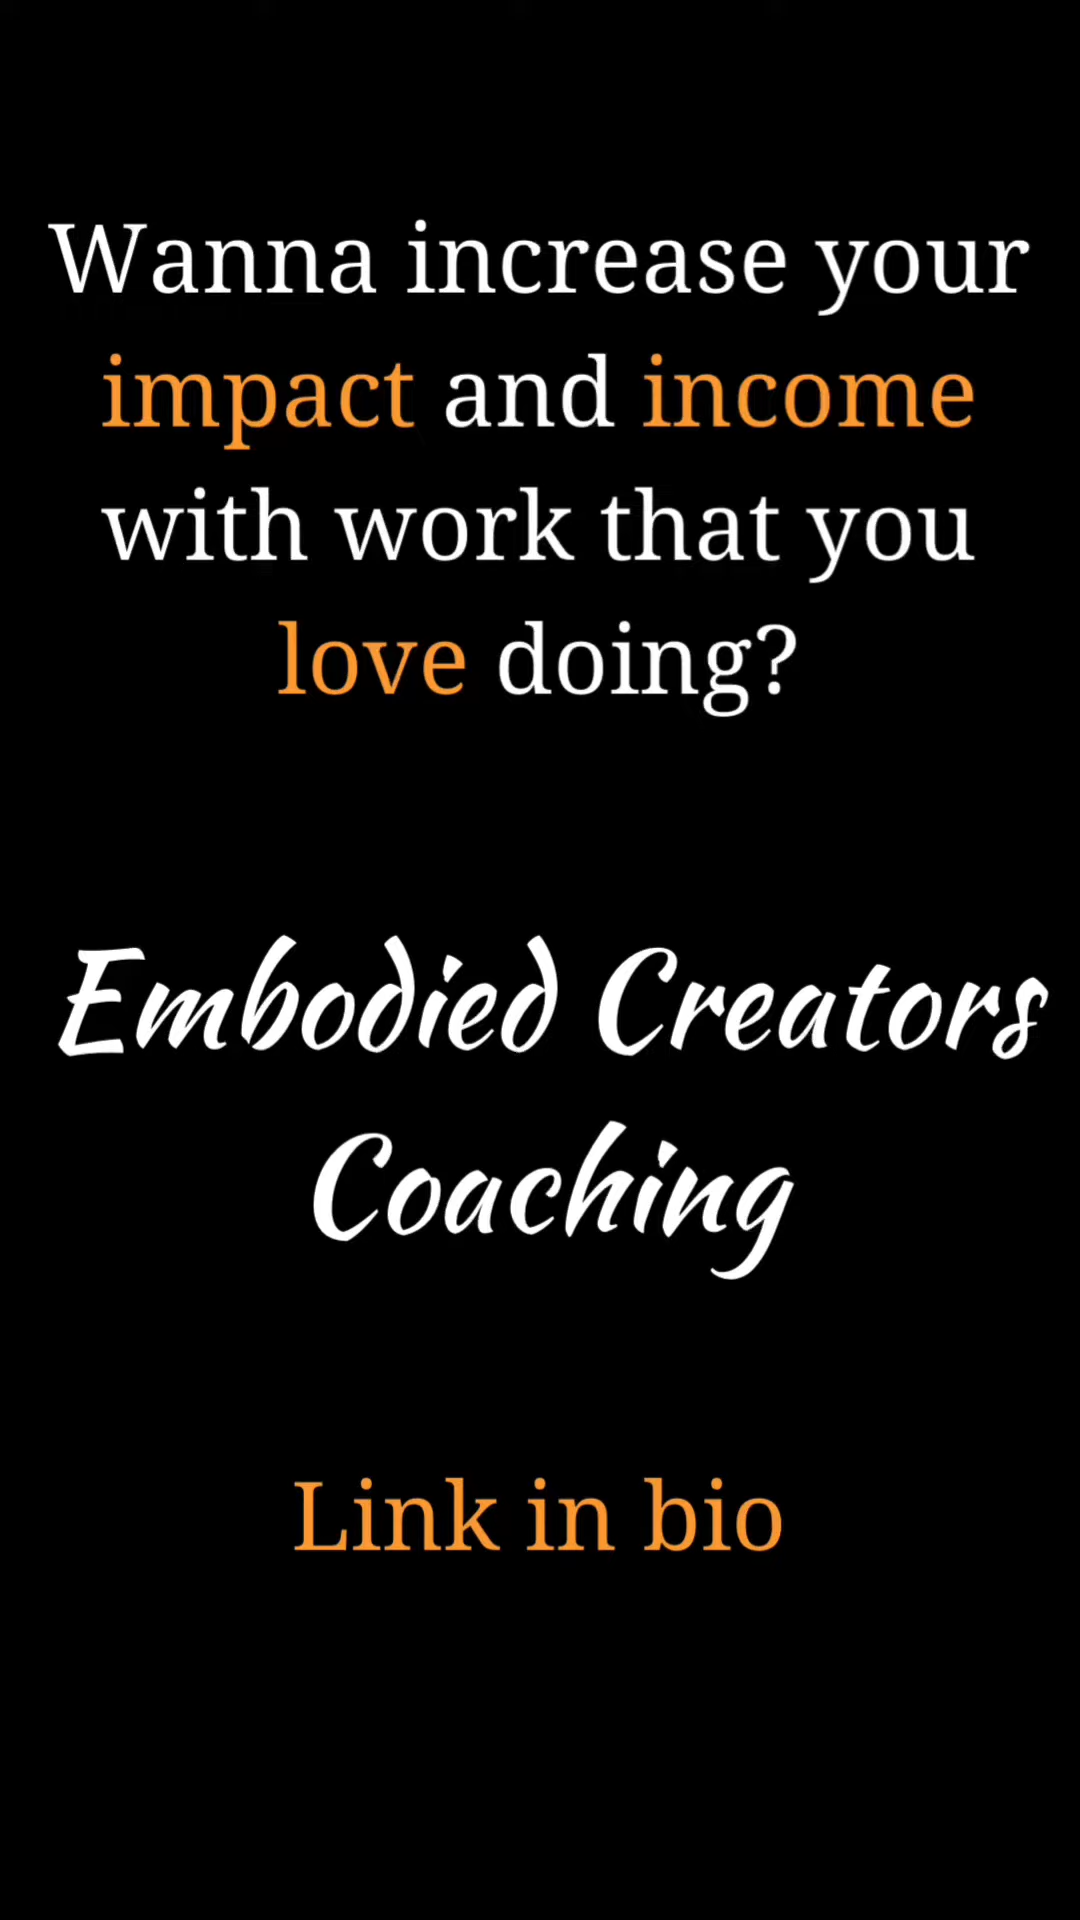 Wanna increase your
impact and income
with work that you
love doing?
Embodied Creators
Coaching
Link in bio